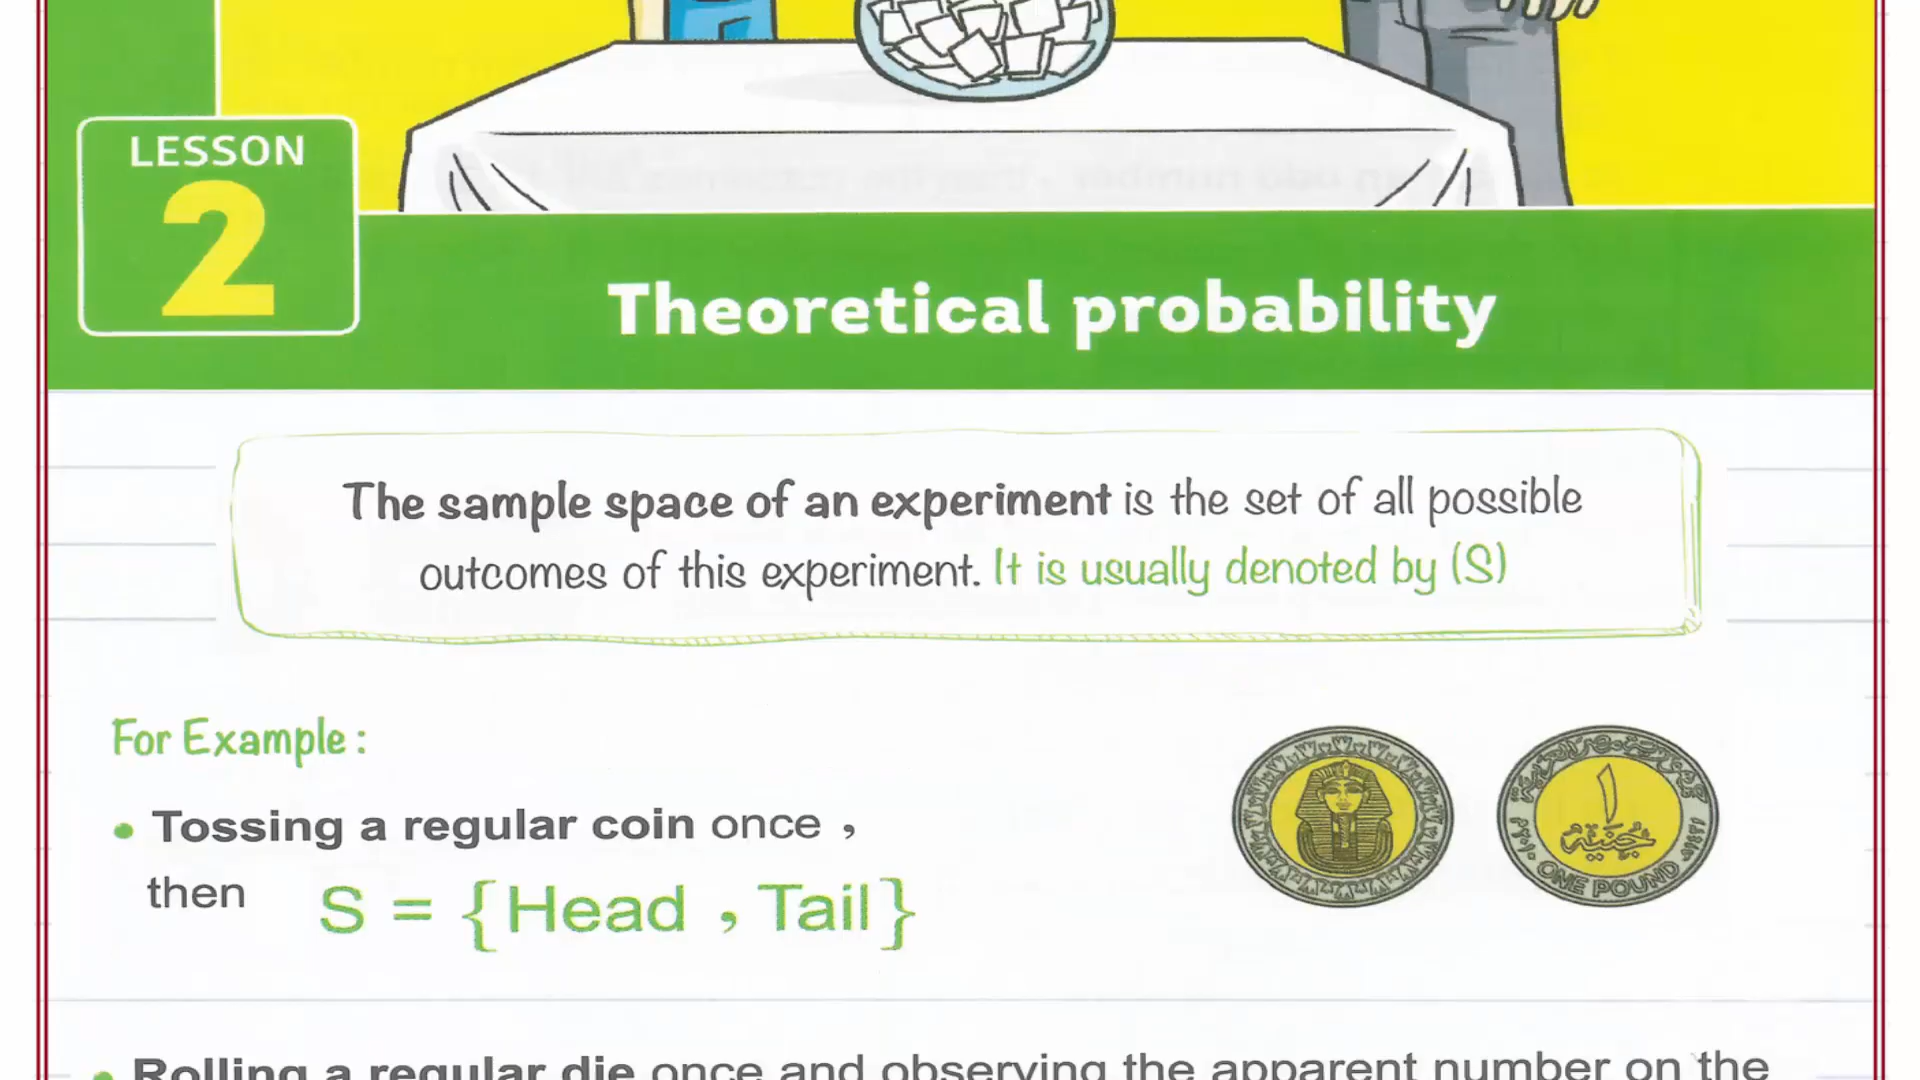 LESSON
2
Theoretical probability
The sample space of an experiment is the set of all possible
outcomes of this experiment. It is usually denoted by (S)
For Example :
• Tossing a regular coin once ,
then S = {Head , Tail}
١
جنيه
ONE POUND
• Rolling a regular die once and observing the apparent number on the